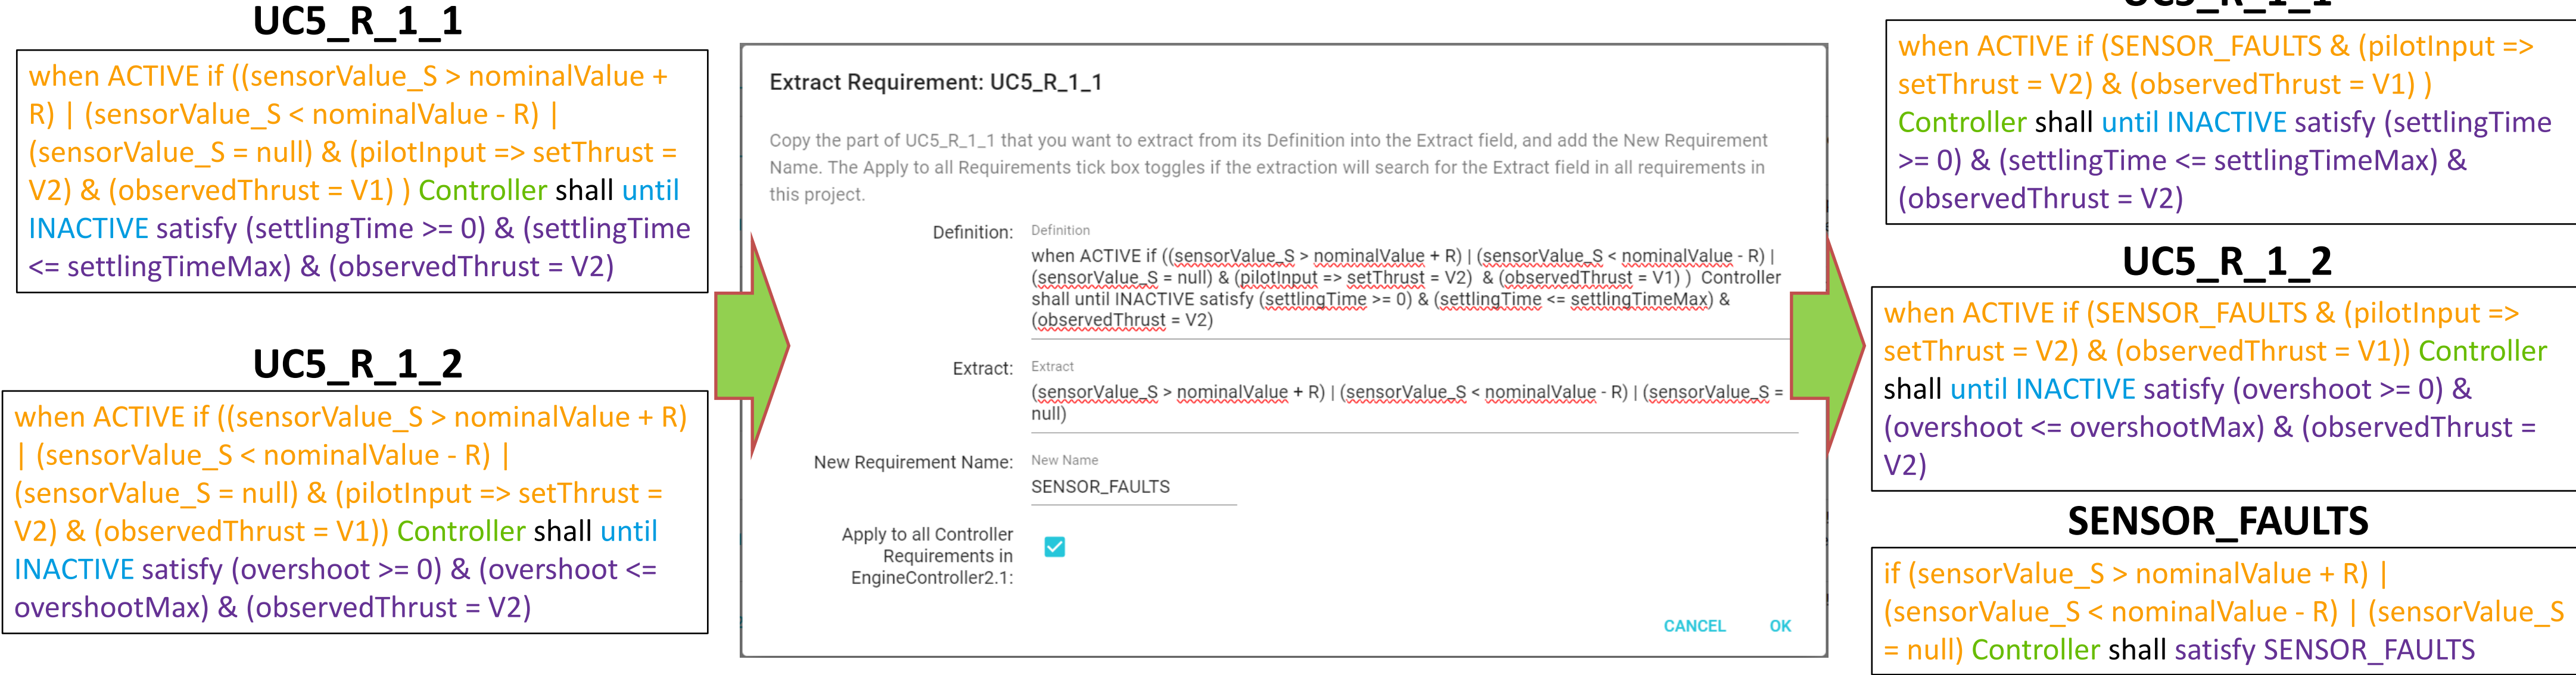 UC5_R_1_1
when ACTIVE if ((sensorValue_S > nominalValue +
R) | (sensorValue_S < nominalValue - R) |
(sensorValue_S = null) & (pilotInput => setThrust =
V2) & (observedThrust = V1) ) Controller shall until
INACTIVE satisfy (settlingTime >= 0) & (settlingTime
<= settlingTimeMax) & (observedThrust = V2)
UC5_R_1_2
when ACTIVE if ((sensorValue_S > nominalValue + R)
| (sensorValue_S < nominalValue - R) |
(sensorValue_S = null) & (pilotInput => setThrust =
V2) & (observedThrust = V1)) Controller shall until
INACTIVE satisfy (overshoot >= 0) & (overshoot <=
overshootMax) & (observedThrust = V2)
Extract Requirement: UC5_R_1_1
Copy the part of UC5_R_1_1 that you want to extract from its Definition into the Extract field, and add the New Requirement
Name. The Apply to all Requirements tick box toggles if the extraction will search for the Extract field in all requirements in
this project.
Definition:
Definition
when ACTIVE if ((sensorValue_S > nominalValue + R) | (sensorValue_S < nominalValue - R) |
(sensorValue_S = null) & (pilotInput => setThrust = V2)  & (observedThrust = V1) )  Controller
shall until INACTIVE satisfy (settlingTime >= 0) & (settlingTime <= settlingTimeMax) &
(observedThrust = V2)
Extract:
Extract
(sensorValue_S > nominalValue + R) | (sensorValue_S < nominalValue - R) | (sensorValue_S =
null)
New Requirement Name:
New Name
SENSOR_FAULTS
Apply to all Controller
Requirements in
EngineController2.1:
CANCEL OK
UC5_R_1_1
when ACTIVE if (SENSOR_FAULTS & (pilotInput =>
setThrust = V2) & (observedThrust = V1) )
Controller shall until INACTIVE satisfy (settlingTime
>= 0) & (settlingTime <= settlingTimeMax) &
(observedThrust = V2)
UC5_R_1_2
when ACTIVE if (SENSOR_FAULTS & (pilotInput =>
setThrust = V2) & (observedThrust = V1)) Controller
shall until INACTIVE satisfy (overshoot >= 0) &
(overshoot <= overshootMax) & (observedThrust =
V2)
SENSOR_FAULTS
if (sensorValue_S > nominalValue + R) |
(sensorValue_S < nominalValue - R) | (sensorValue_S
= null) Controller shall satisfy SENSOR_FAULTS